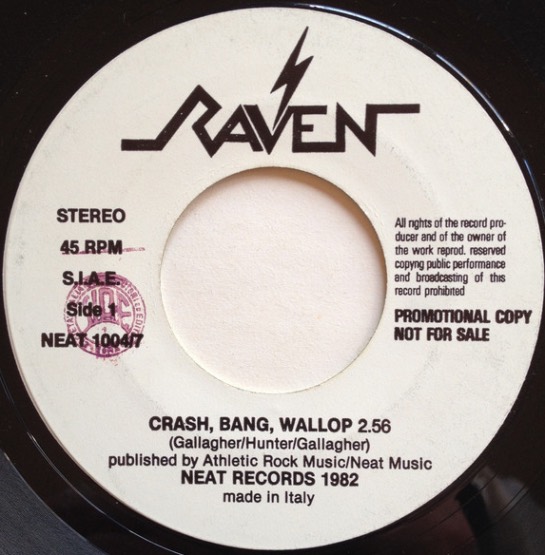 RAVEN
STEREO
45 RPM
S.I.A.E.
Side 1
NEAT 1004/7
All rights of the record pro-
ducer and of the owner of
the work reprod. reserved
copyng public performance
and broadcasting of this
record prohibited
PROMOTIONAL COPY
NOT FOR SALE
CRASH, BANG, WALLOP 2.56
(Gallagher/Hunter/Gallagher)
published by Athletic Rock Music/Neat Music
NEAT RECORDS 1982
made in Italy